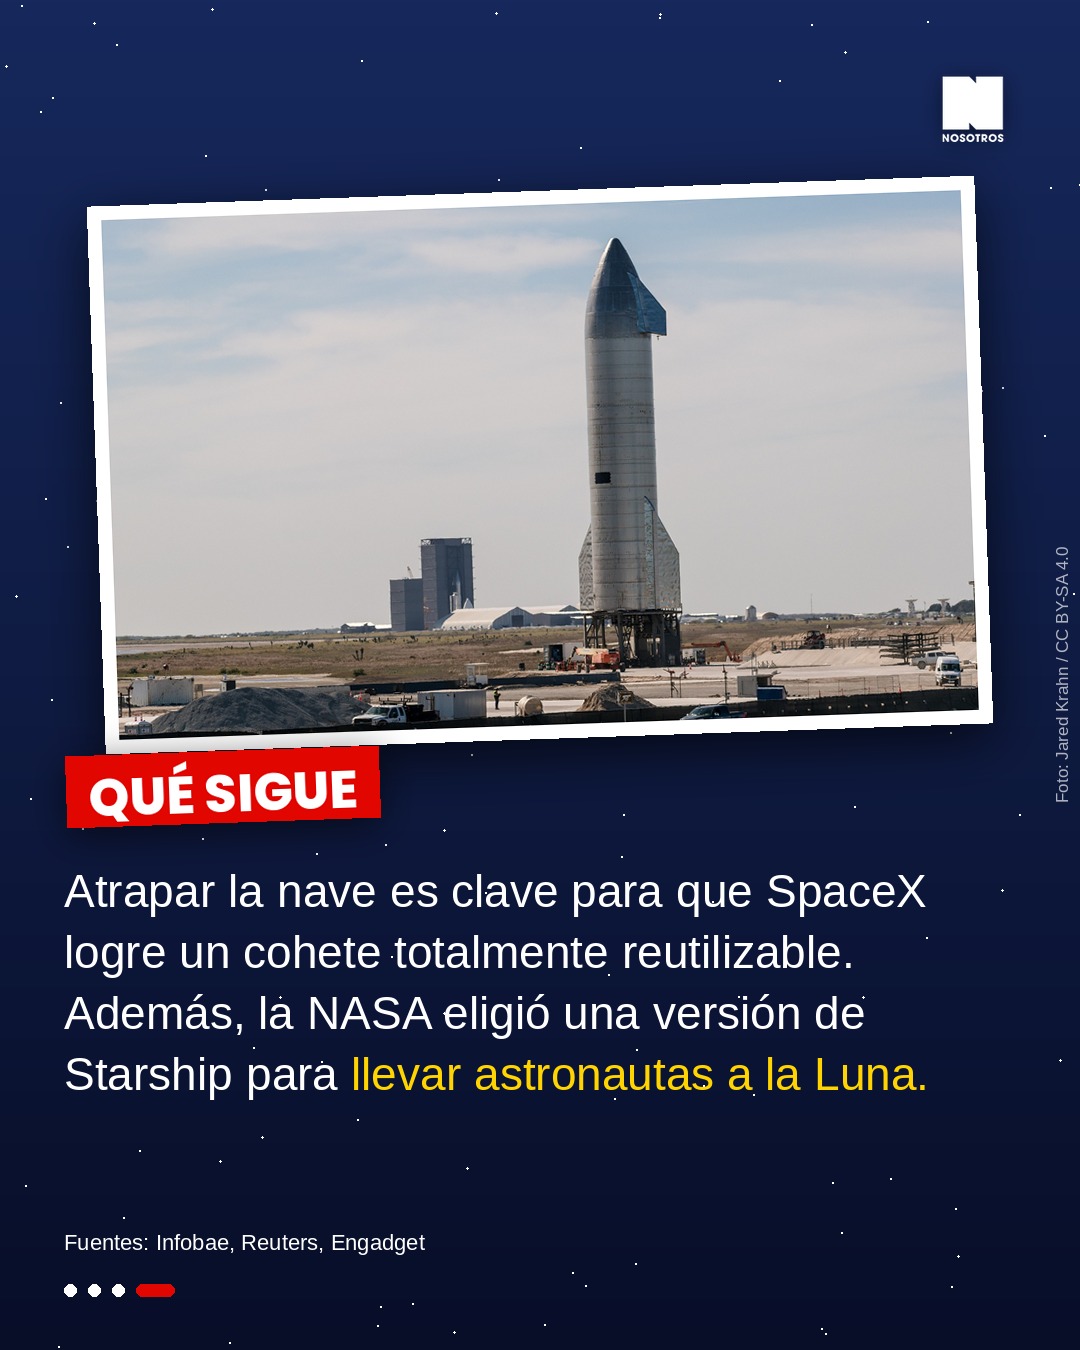 NOSOTROS
Foto: Jared Krahn / CC BY-SA 4.0
QUÉ SIGUE
Atrapar la nave es clave para que SpaceX
logre un cohete totalmente reutilizable.
Además, la NASA eligió una versión de
Starship para llevar astronautas a la Luna.
Fuentes: Infobae, Reuters, Engadget